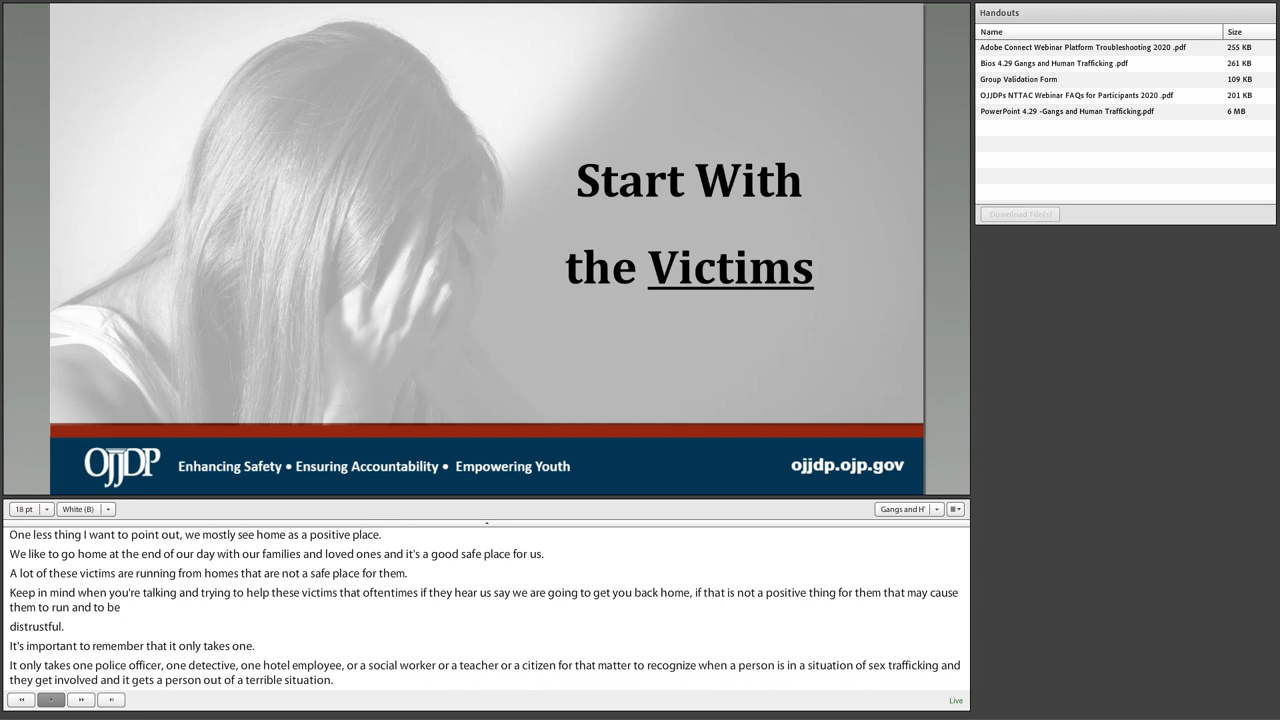 Start With
the Victims
OJJDP
Enhancing Safety • Ensuring Accountability • Empowering Youth
ojjdp.ojp.gov
Handouts
Name
Size
Adobe Connect Webinar Platform Troubleshooting 2020 .pdf
255 KB
Bios 4.29 Gangs and Human Trafficking .pdf
261 KB
Group Validation Form
109 KB
OJJDPs NTTAC Webinar FAQs for Participants 2020 .pdf
201 KB
PowerPoint 4.29 -Gangs and Human Trafficking.pdf
6 MB
Download File(s)
18 pt
White (B)
Gangs and H'
One less thing I want to point out, we mostly see home as a positive place.
We like to go home at the end of our day with our families and loved ones and it's a good safe place for us.
A lot of these victims are running from homes that are not a safe place for them.
Keep in mind when you're talking and trying to help these victims that oftentimes if they hear us say we are going to get you back home, if that is not a positive thing for them that may cause
them to run and to be
distrustful.
It's important to remember that it only takes one.
It only takes one police officer, one detective, one hotel employee, or a social worker or a teacher or a citizen for that matter to recognize when a person is in a situation of sex trafficking and
they get involved and it gets a person out of a terrible situation.
Live